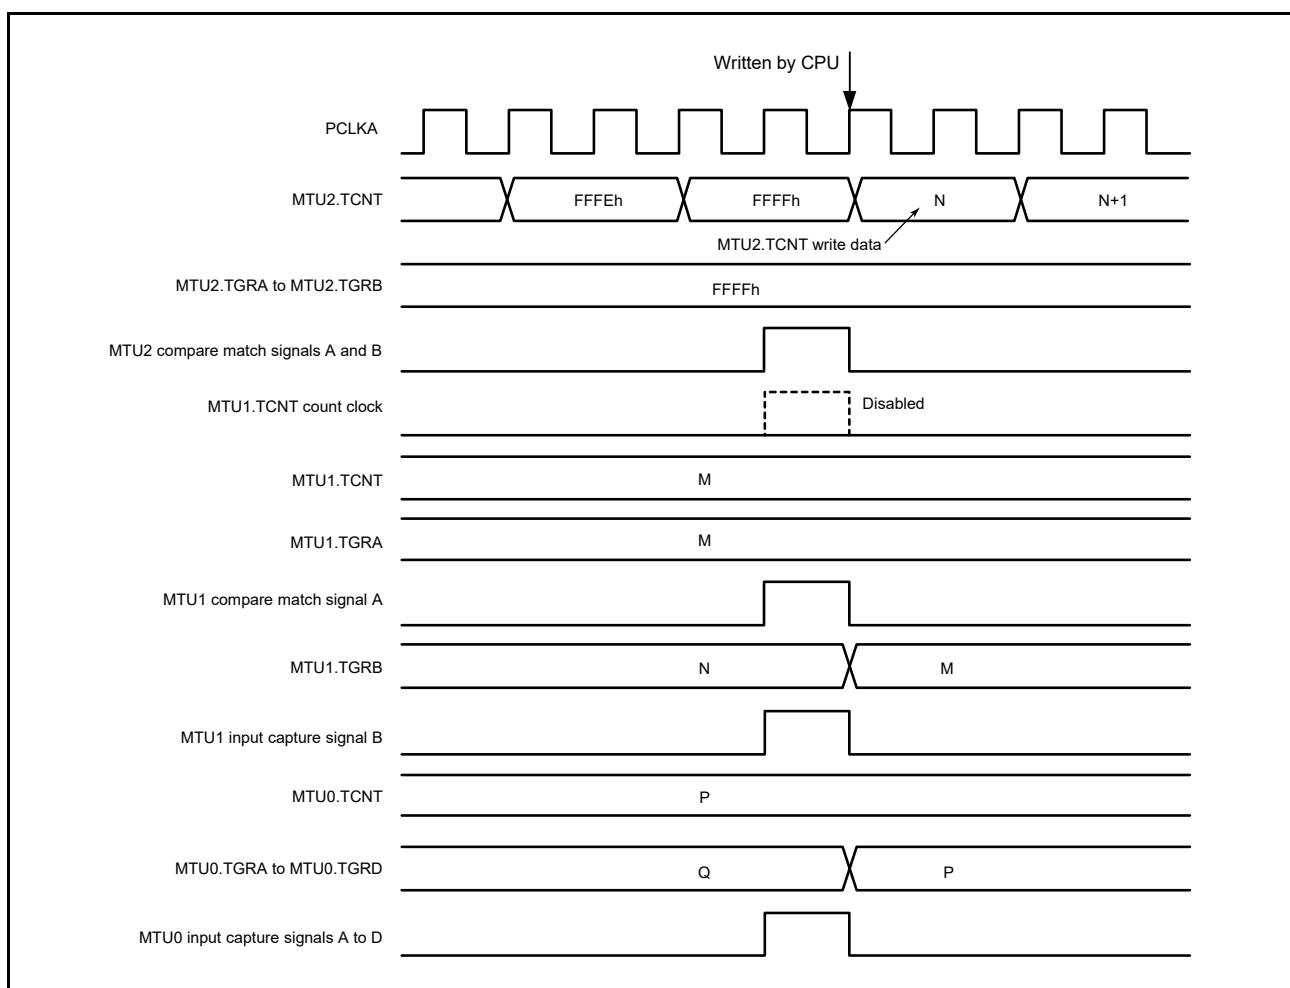 Written by CPU
PCLKA
MTU2.TCNT FFFEh FFFFh N N+1
MTU2.TCNT write data
MTU2.TGRA to MTU2.TGRB FFFFh
MTU2 compare match signals A and B
MTU1.TCNT count clock Disabled
MTU1.TCNT M
MTU1.TGRA M
MTU1 compare match signal A
MTU1.TGRB N M
MTU1 input capture signal B
MTU0.TCNT P
MTU0.TGRA to MTU0.TGRD Q P
MTU0 input capture signals A to D